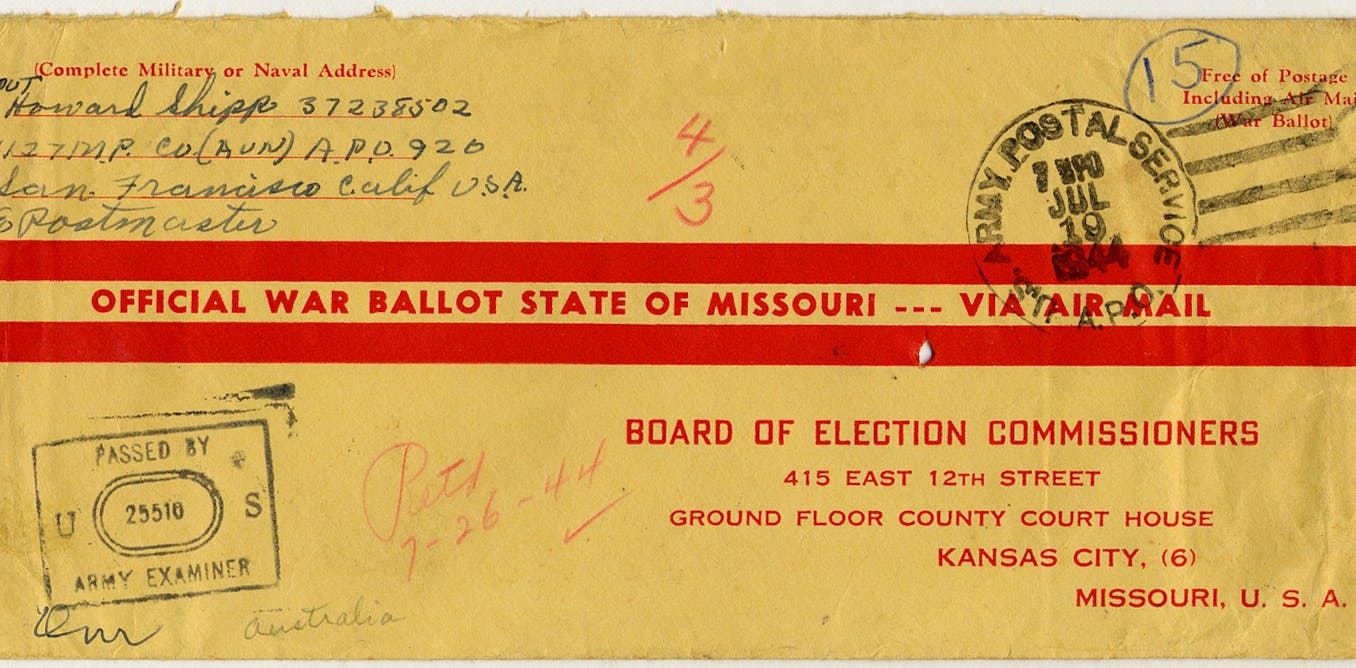 (Complete Military or Naval Address)
Howard Shipp 37238502
127 M.P. CO. (AUN) A.P.O. 920
San Francisco Calif U.S.A.
Postmaster
4/3
15
Free of Postage
Including Air Mai
(War Ballot)
U.S. ARMY. POSTAL SERVICE A.P.O.
JUL
19
1944
OFFICIAL WAR BALLOT STATE OF MISSOURI --- VIA AIR MAIL
PASSED BY
U 25510 S
ARMY EXAMINER
7-26-44
Australia
BOARD OF ELECTION COMMISSIONERS
415 EAST 12TH STREET
GROUND FLOOR COUNTY COURT HOUSE
KANSAS CITY, (6)
MISSOURI, U. S. A.